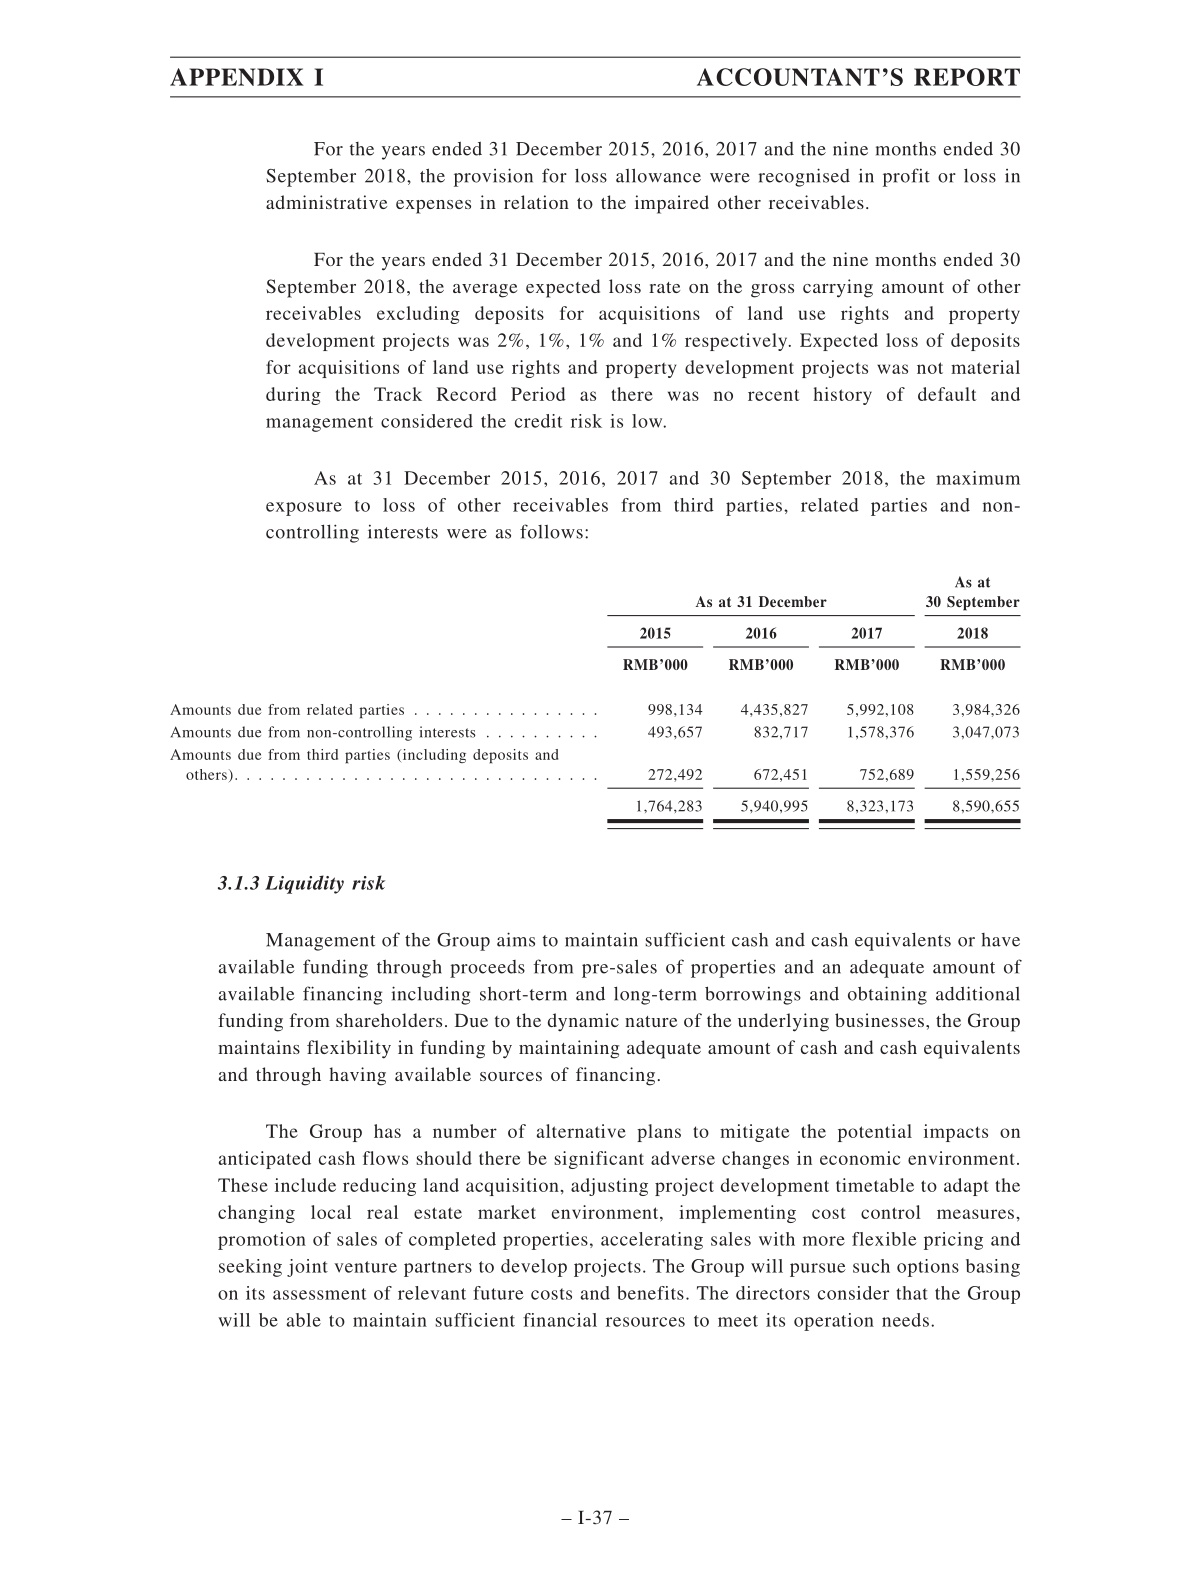 APPENDIX I ACCOUNTANT’S REPORT
For the years ended 31 December 2015, 2016, 2017 and the nine months ended 30
September 2018, the provision for loss allowance were recognised in profit or loss in
administrative expenses in relation to the impaired other receivables.
For the years ended 31 December 2015, 2016, 2017 and the nine months ended 30
September 2018, the average expected loss rate on the gross carrying amount of other
receivables excluding deposits for acquisitions of land use rights and property
development projects was 2%, 1%, 1% and 1% respectively. Expected loss of deposits
for acquisitions of land use rights and property development projects was not material
during the Track Record Period as there was no recent history of default and
management considered the credit risk is low.
As at 31 December 2015, 2016, 2017 and 30 September 2018, the maximum
exposure to loss of other receivables from third parties, related parties and non-
controlling interests were as follows:
As at
As at 31 December 30 September
2015 2016 2017 2018
RMB’000 RMB’000 RMB’000 RMB’000
Amounts due from related parties . . . . . . . . . . . . . . . . 998,134 4,435,827 5,992,108 3,984,326
Amounts due from non-controlling interests . . . . . . . . . . 493,657 832,717 1,578,376 3,047,073
Amounts due from third parties (including deposits and
others). . . . . . . . . . . . . . . . . . . . . . . . . . . . . . . 272,492 672,451 752,689 1,559,256
1,764,283 5,940,995 8,323,173 8,590,655
3.1.3 Liquidity risk
Management of the Group aims to maintain sufficient cash and cash equivalents or have
available funding through proceeds from pre-sales of properties and an adequate amount of
available financing including short-term and long-term borrowings and obtaining additional
funding from shareholders. Due to the dynamic nature of the underlying businesses, the Group
maintains flexibility in funding by maintaining adequate amount of cash and cash equivalents
and through having available sources of financing.
The Group has a number of alternative plans to mitigate the potential impacts on
anticipated cash flows should there be significant adverse changes in economic environment.
These include reducing land acquisition, adjusting project development timetable to adapt the
changing local real estate market environment, implementing cost control measures,
promotion of sales of completed properties, accelerating sales with more flexible pricing and
seeking joint venture partners to develop projects. The Group will pursue such options basing
on its assessment of relevant future costs and benefits. The directors consider that the Group
will be able to maintain sufficient financial resources to meet its operation needs.
– I-37 –